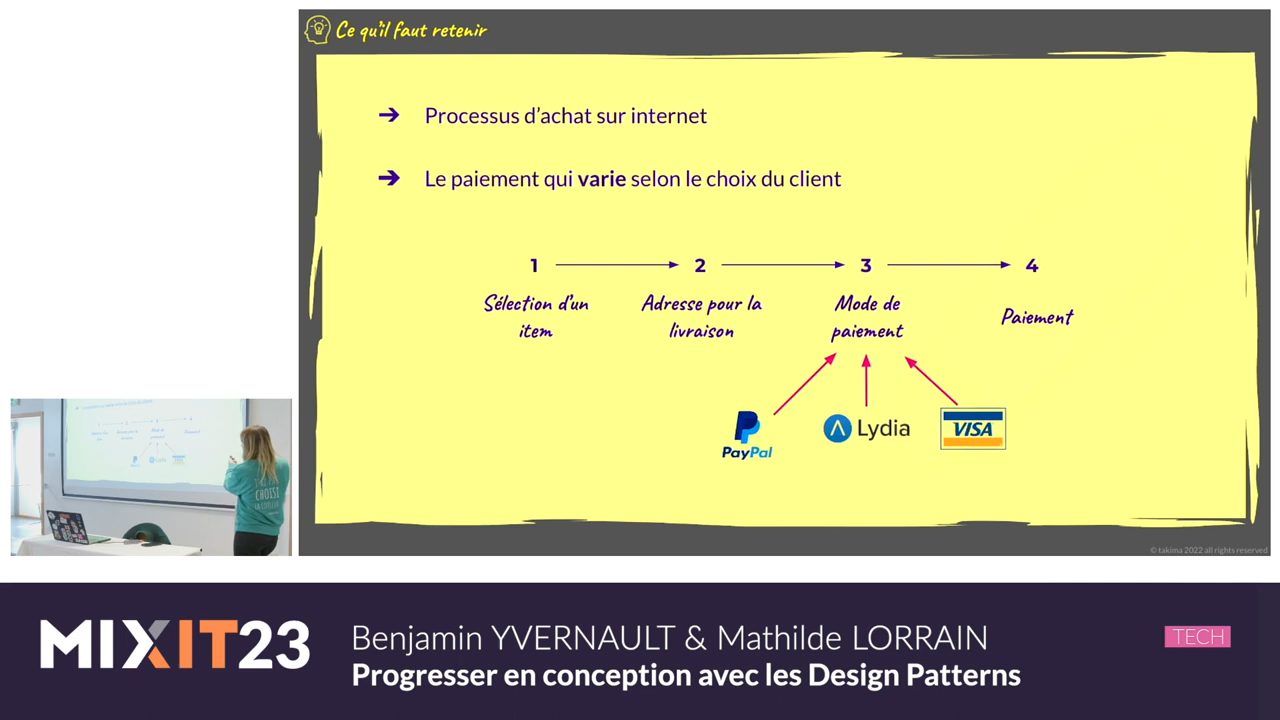 Ce qu'il faut retenir
➔ Processus d'achat sur internet
➔ Le paiement qui varie selon le choix du client
1 2 3 4
Sélection d'un
item
Adresse pour la
livraison
Mode de
paiement
Paiement
PayPal
Lydia
VISA
© takima 2022 all rights reserved
CHOISI
MIXIT23
Benjamin YVERNAULT & Mathilde LORRAIN
TECH
Progresser en conception avec les Design Patterns